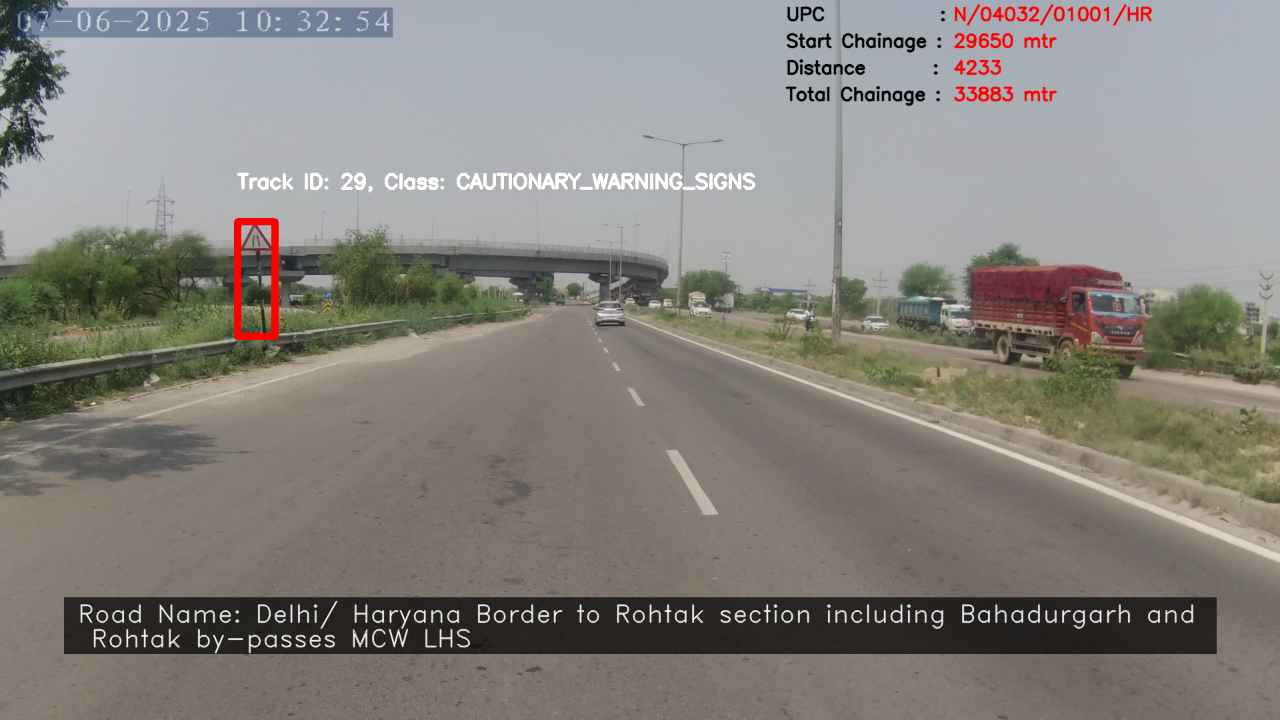 07-06-2025 10:32:54
UPC : N/04032/01001/HR
Start Chainage : 29650 mtr
Distance : 4233
Total Chainage : 33883 mtr
Track ID: 29, Class: CAUTIONARY_WARNING_SIGNS
Road Name: Delhi/ Haryana Border to Rohtak section including Bahadurgarh and
Rohtak by-passes MCW LHS